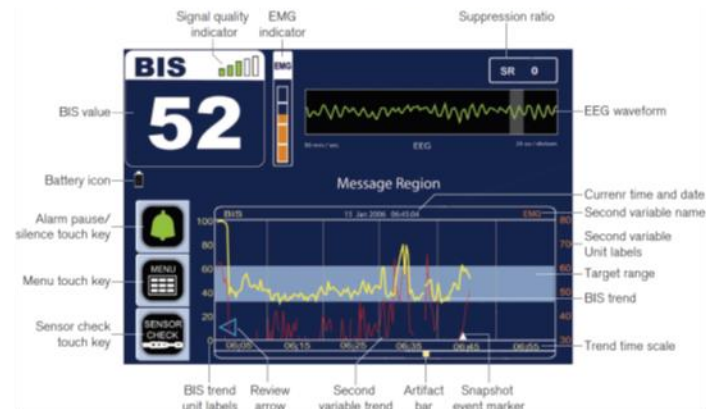 Signal quality
indicator
EMG
indicator
Suppression ratio
BIS
EMG
SR 0
BIS value
52
EEG waveform
EEG
Battery icon
Message Region
Currenr time and date
Alarm pause/
silence touch key
BIS
15 Jan 2006 06:45:04
EMG
Second variable name
100
80
60
40
20
0
80
70
60
50
40
30
Second variable
Unit labels
Target range
BIS trend
Menu touch key
MENU
Sensor check
touch key
SENSOR
CHECK
06:05
06:15
06:25
06:35
06:45
06:55
Trend time scale
BIS trend
unit labels
Review
arrow
Second
variable trend
Artifact
bar
Snapshot
event marker